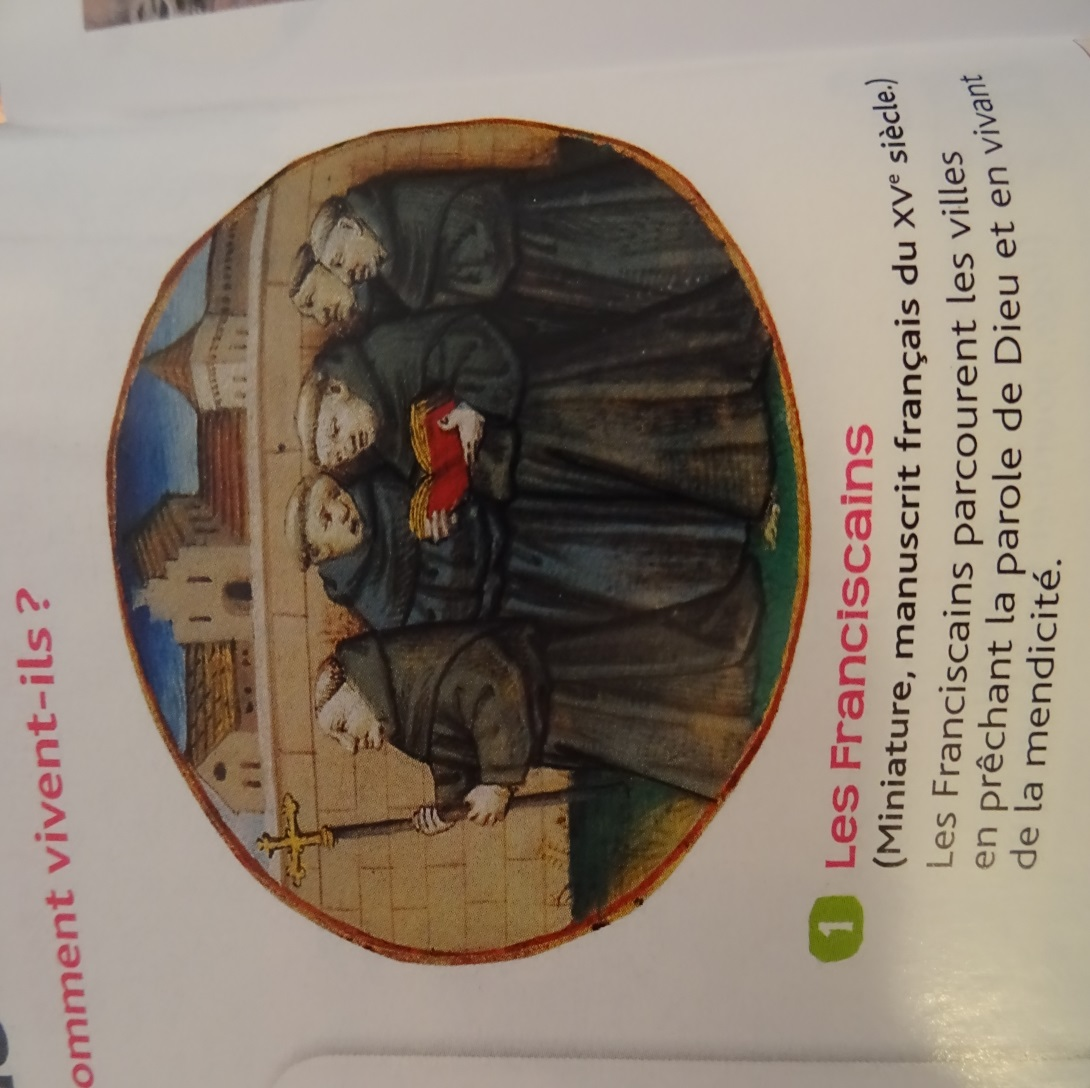 omment vivent-ils ?
1 Les Franciscains
(Miniature, manuscrit français du XVe siècle.)
Les Franciscains parcourent les villes
en prêchant la parole de Dieu et en vivant
de la mendicité.